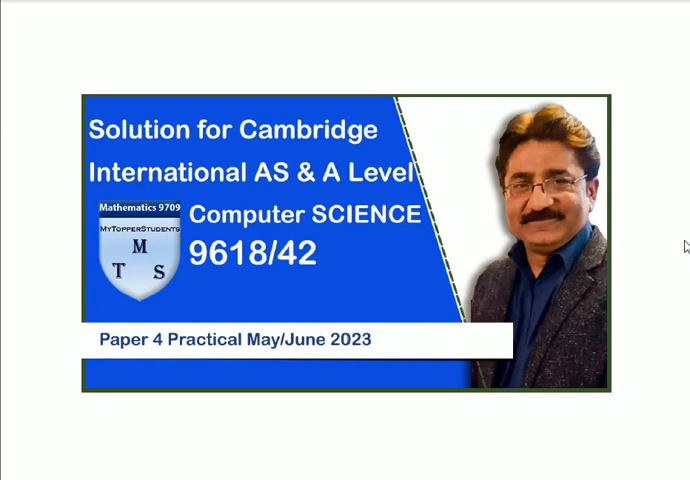 Solution for Cambridge
International AS & A Level
Mathematics 9709
MYTOPPERSTUDENTS
M
T S
Computer SCIENCE
9618/42
Paper 4 Practical May/June 2023